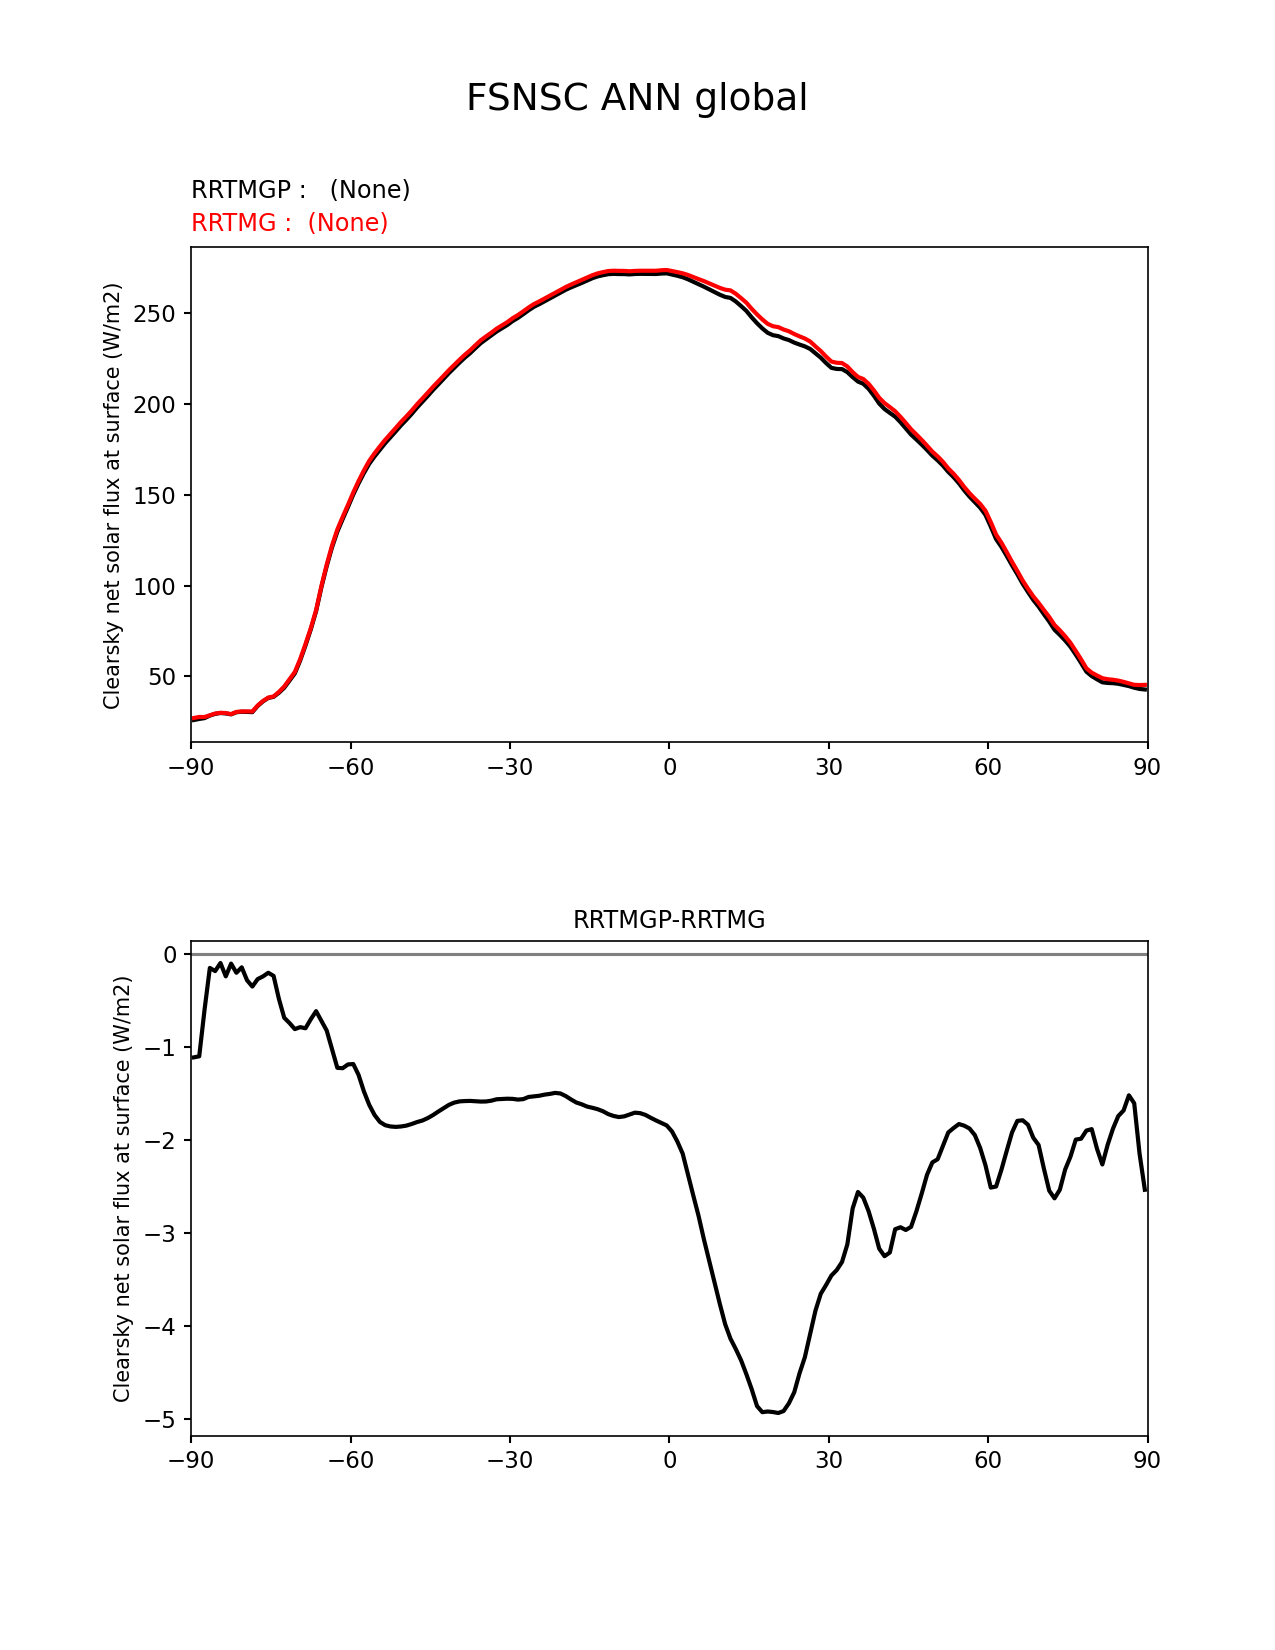 FSNSC ANN global
RRTMGP :   (None)
RRTMG :  (None)
Clearsky net solar flux at surface (W/m2)
250
200
150
100
50
−90 −60 −30 0 30 60 90
RRTMGP-RRTMG
Clearsky net solar flux at surface (W/m2)
0
−1
−2
−3
−4
−5
−90 −60 −30 0 30 60 90